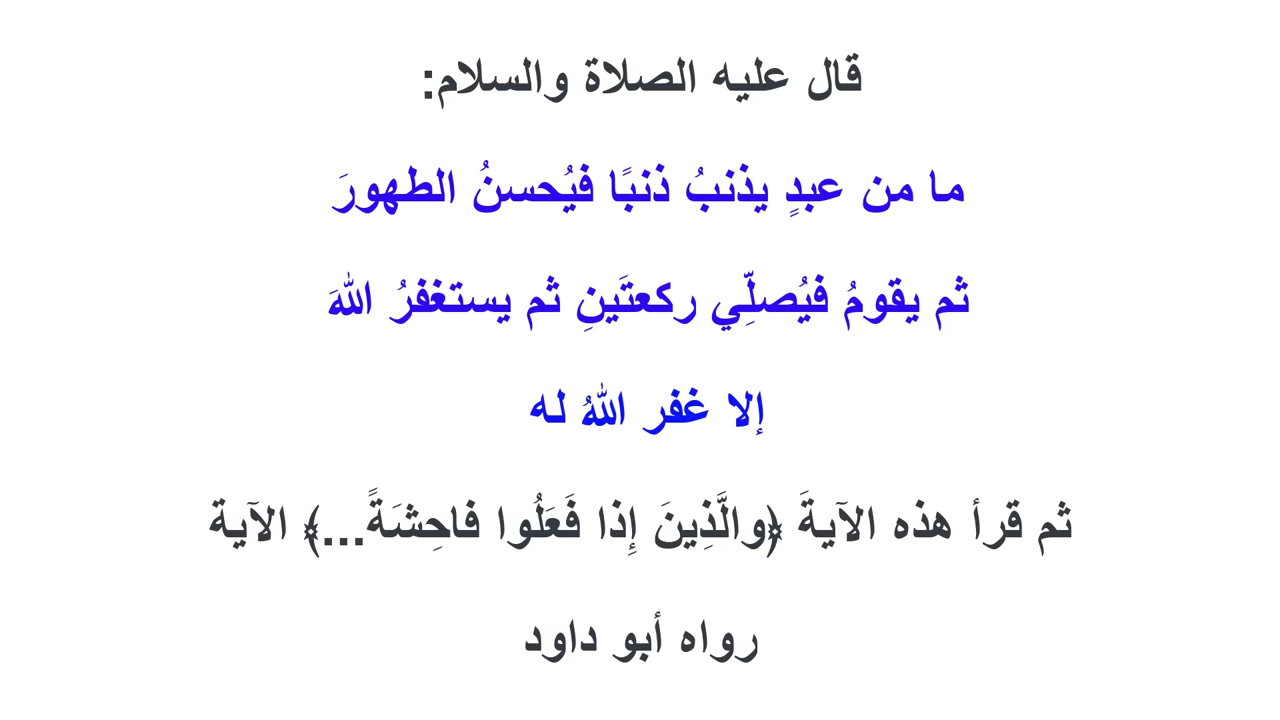 قال عليه الصلاة والسلام:
ما من عبدٍ يذنبُ ذنبًا فيُحسنُ الطهورَ
ثم يقومُ فيُصلِّي ركعتَينِ ثم يستغفرُ اللهَ
إلا غفر اللهُ له
ثم قرأ هذه الآيةَ ﴿والَّذِينَ إِذا فَعَلُوا فاحِشَةً...﴾ الآية
رواه أبو داود